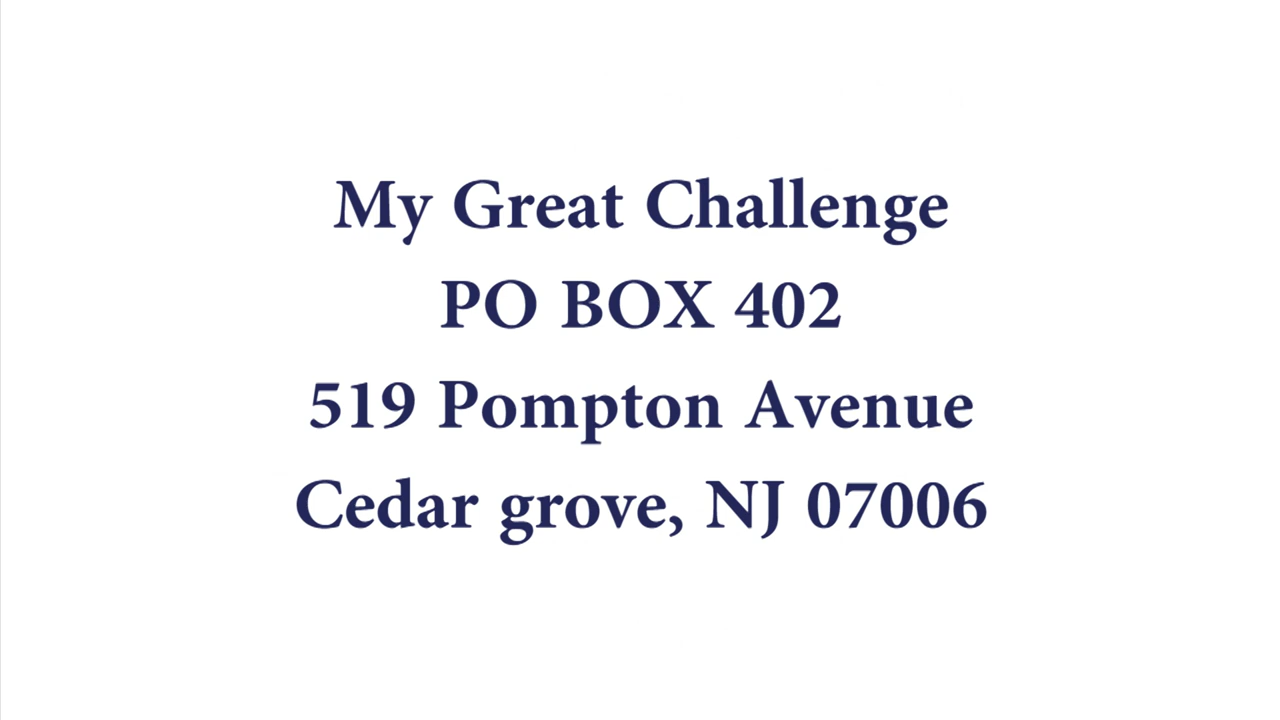 My Great Challenge
PO BOX 402
519 Pompton Avenue
Cedar grove, NJ 07006